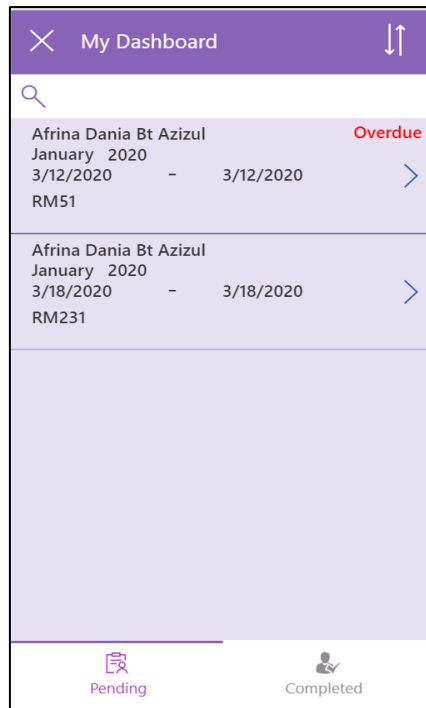 My Dashboard
Afrina Dania Bt Azizul Overdue
January 2020
3/12/2020 - 3/12/2020
RM51
Afrina Dania Bt Azizul
January 2020
3/18/2020 - 3/18/2020
RM231
Pending Completed